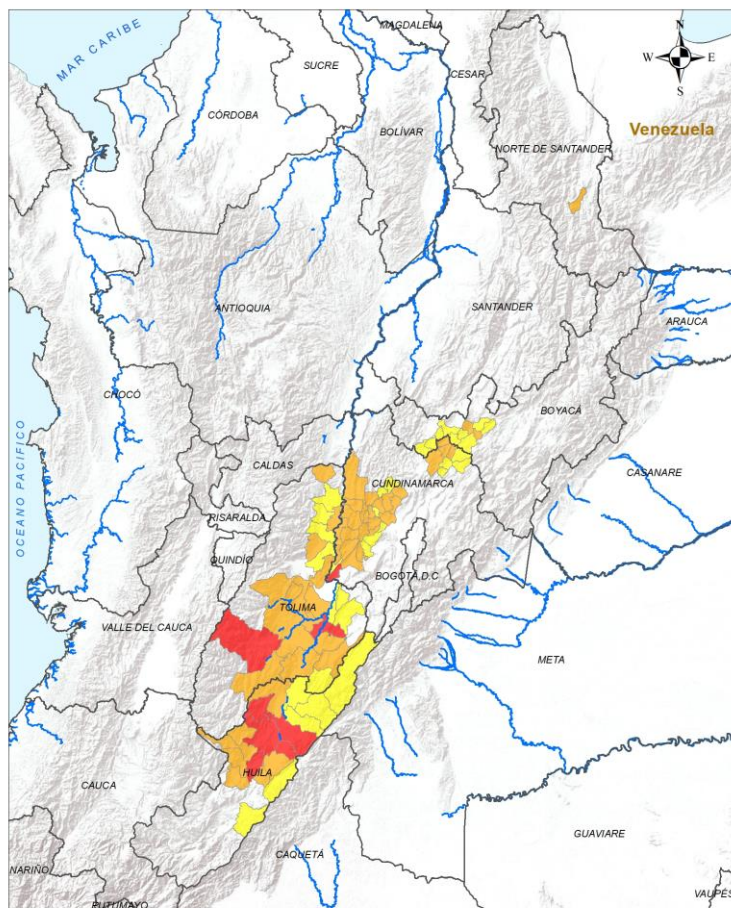 MAGDALENA
MAR CARIBE
SUCRE
CESAR
N
W E
S
CÓRDOBA
BOLÍVAR
Venezuela
NORTE DE SANTANDER
ANTIOQUIA
SANTANDER
ARAUCA
CHOCÓ
BOYACÁ
OCEANO PACIFICO
CALDAS
CUNDINAMARCA
CASANARE
RISARALDA
QUINDÍO
BOGOTÁ, D.C
TOLIMA
VALLE DEL CAUCA
META
HUILA
CAUCA
GUAVIARE
CAQUETÁ
NARIÑO
PUTUMAYO
VAUPÉS